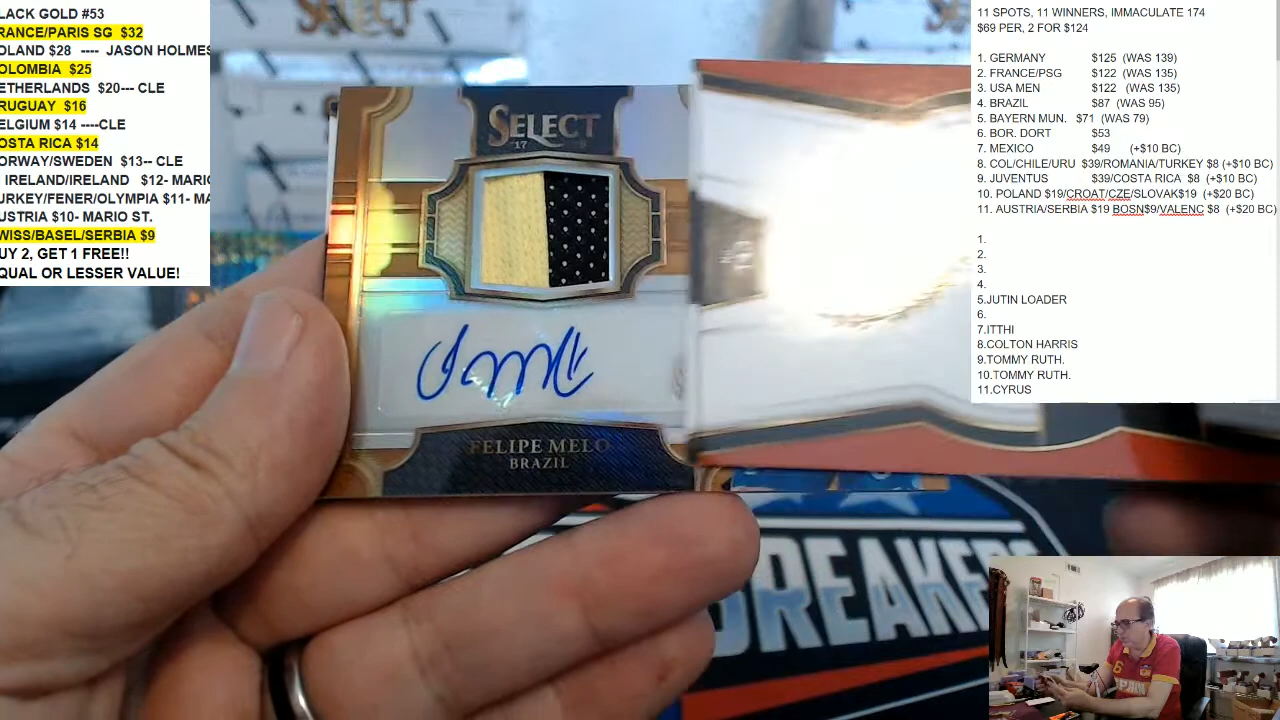 LACK GOLD #53
RANCE/PARIS SG $32
OLAND $28 ---- JASON HOLMES
OLOMBIA $25
ETHERLANDS $20--- CLE
RUGUAY $16
ELGIUM $14 ----CLE
OSTA RICA $14
ORWAY/SWEDEN $13-- CLE
IRELAND/IRELAND $12- MARIO
URKEY/FENER/OLYMPIA $11- MA
USTRIA $10- MARIO ST.
WISS/BASEL/SERBIA $9
UY 2, GET 1 FREE!!
QUAL OR LESSER VALUE!
SELECT
17
FELIPE MELO
BRAZIL
BREAKERS
11 SPOTS, 11 WINNERS, IMMACULATE 174
$69 PER, 2 FOR $124
1. GERMANY $125 (WAS 139)
2. FRANCE/PSG $122 (WAS 135)
3. USA MEN $122 (WAS 135)
4. BRAZIL $87 (WAS 95)
5. BAYERN MUN. $71 (WAS 79)
6. BOR. DORT $53
7. MEXICO $49 (+$10 BC)
8. COL/CHILE/URU $39/ROMANIA/TURKEY $8 (+$10 BC)
9. JUVENTUS $39/COSTA RICA $8 (+$10 BC)
10. POLAND $19/CROAT/CZE/SLOVAK$19 (+$20 BC)
11. AUSTRIA/SERBIA $19 BOSN$9/VALENC $8 (+$20 BC)
1.
2.
3.
4.
5.JUTIN LOADER
6.
7.ITTHI
8.COLTON HARRIS
9.TOMMY RUTH.
10.TOMMY RUTH.
11.CYRUS